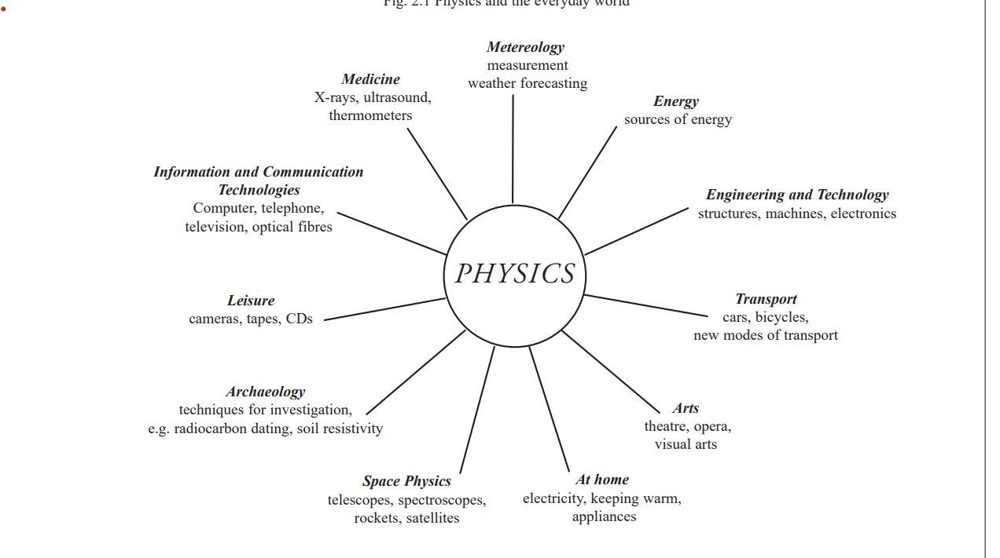 Fig. 2.1 Physics and the everyday world
Metereology
measurement
weather forecasting
Medicine
X-rays, ultrasound,
thermometers
Energy
sources of energy
Information and Communication
Technologies
Computer, telephone,
television, optical fibres
Engineering and Technology
structures, machines, electronics
PHYSICS
Leisure
cameras, tapes, CDs
Transport
cars, bicycles,
new modes of transport
Archaeology
techniques for investigation,
e.g. radiocarbon dating, soil resistivity
Arts
theatre, opera,
visual arts
Space Physics
telescopes, spectroscopes,
rockets, satellites
At home
electricity, keeping warm,
appliances